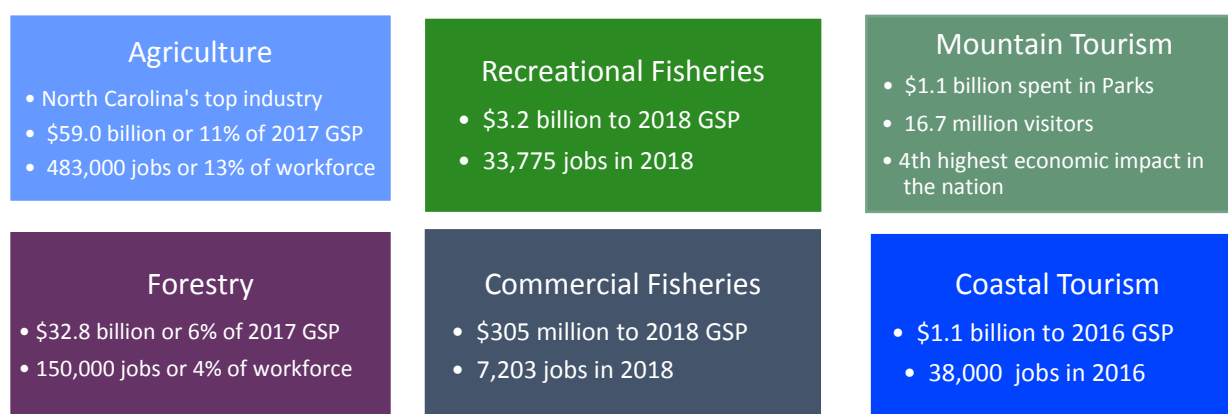 Agriculture
• North Carolina's top industry
• $59.0 billion or 11% of 2017 GSP
• 483,000 jobs or 13% of workforce
Recreational Fisheries
• $3.2 billion to 2018 GSP
• 33,775 jobs in 2018
Mountain Tourism
• $1.1 billion spent in Parks
• 16.7 million visitors
• 4th highest economic impact in
the nation
Forestry
• $32.8 billion or 6% of 2017 GSP
• 150,000 jobs or 4% of workforce
Commercial Fisheries
• $305 million to 2018 GSP
• 7,203 jobs in 2018
Coastal Tourism
• $1.1 billion to 2016 GSP
• 38,000 jobs in 2016